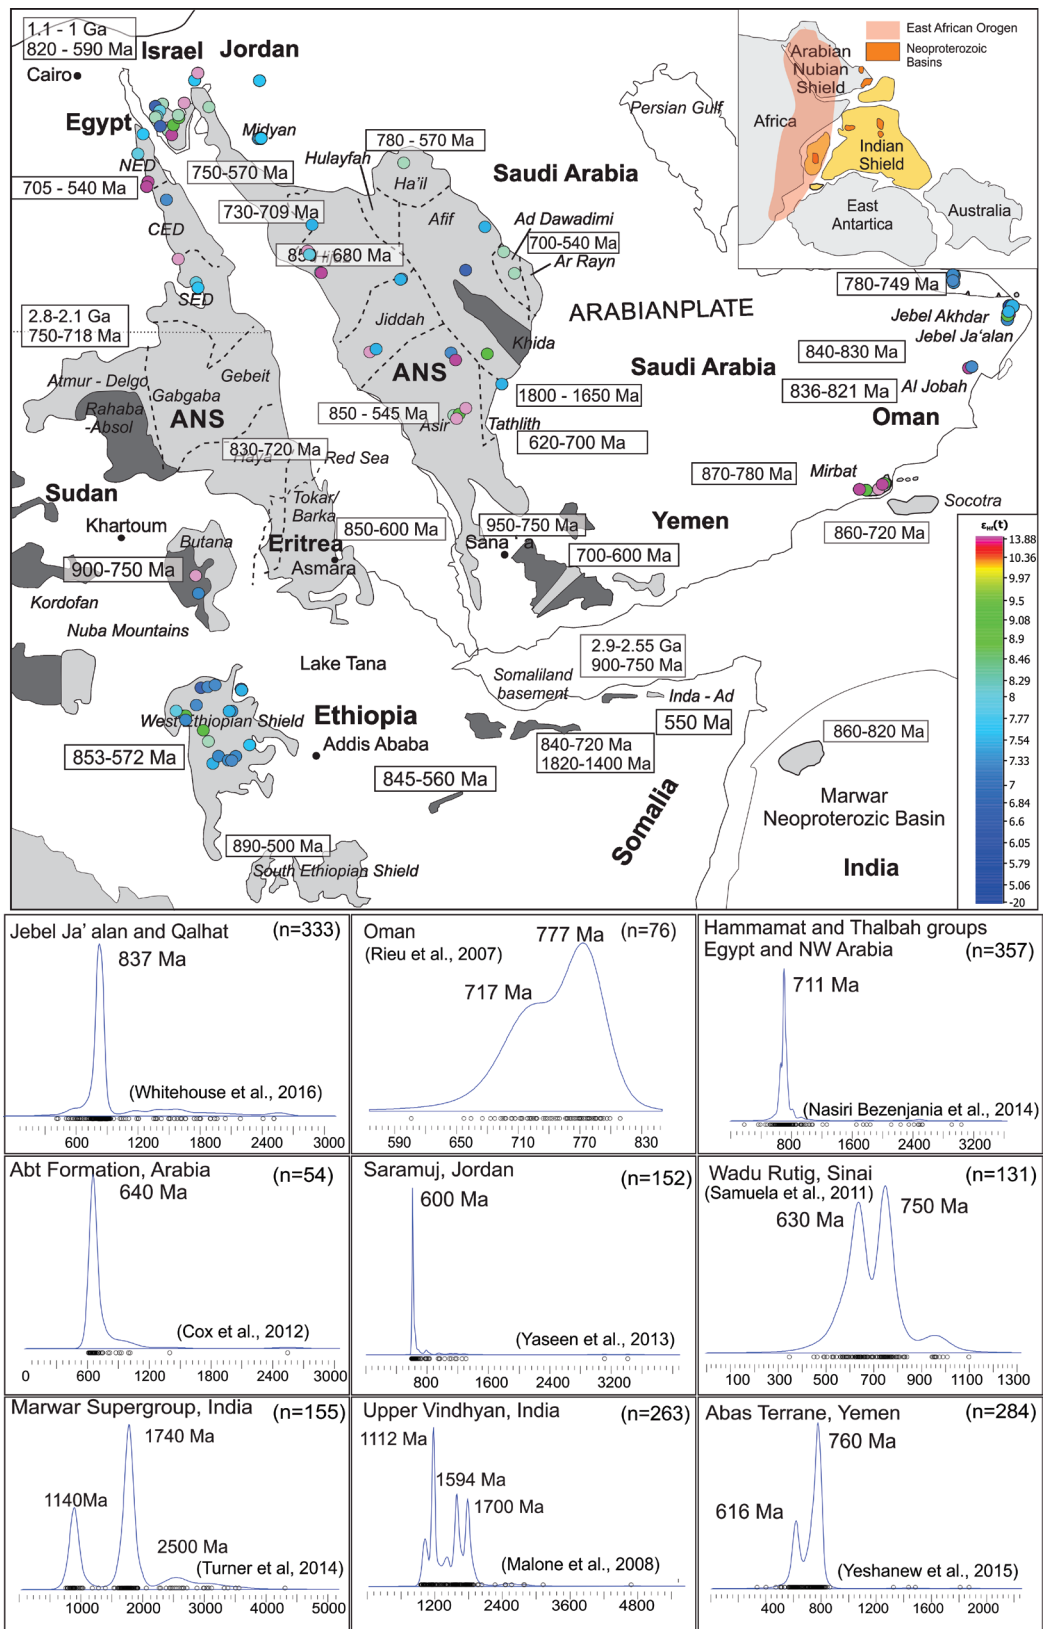 1.1 - 1 Ga
820 - 590 Ma
Israel
Jordan
Cairo
Egypt
Midyan
NED
705 - 540 Ma
750-570 Ma
Hulayfah
780 - 570 Ma
Ha'il
Saudi Arabia
Persian Gulf
730-709 Ma
Afif
Ad Dawadimi
700-540 Ma
Ar Rayn
CED
680 Ma
SED
2.8-2.1 Ga
750-718 Ma
Jiddah
Khida
ARABIANPLATE
Saudi Arabia
Atmur - Delgo
Gebeit
Gabgaba
Rahaba
-Absol
ANS
ANS
1800 - 1650 Ma
850 - 545 Ma
Asir
Tathlith
620-700 Ma
830-720 Ma
Haya
Red Sea
Sudan
Khartoum
Tokar/
Barka
850-600 Ma
950-750 Ma
Sana
a
Yemen
700-600 Ma
Butana
Eritrea
Asmara
900-750 Ma
Kordofan
Nuba Mountains
Lake Tana
2.9-2.55 Ga
900-750 Ma
Somaliland
basement
Inda - Ad
550 Ma
West Ethiopian Shield
Ethiopia
Addis Ababa
853-572 Ma
840-720 Ma
1820-1400 Ma
845-560 Ma
Somalia
890-500 Ma
South Ethiopian Shield
East African Orogen
Neoproterozoic
Basins
Arabian
Nubian
Shield
Africa
Indian
Shield
East
Antartica
Australia
780-749 Ma
Jebel Akhdar
Jebel Ja'alan
840-830 Ma
836-821 Ma
Al Jobah
Oman
870-780 Ma
Mirbat
Socotra
860-720 Ma
860-820 Ma
Marwar
Neoproterozic Basin
India
εHf(t)
13.88
10.36
9.97
9.5
9.08
8.9
8.46
8.29
8
7.77
7.54
7.33
7
6.84
6.6
6.05
5.79
5.06
-20
Jebel Ja' alan and Qalhat
(n=333)
837 Ma
(Whitehouse et al., 2016)
600 1200 1800 2400 3000
Oman
777 Ma
(n=76)
(Rieu et al., 2007)
717 Ma
590 650 710 770 830
Hammamat and Thalbah groups
Egypt and NW Arabia
(n=357)
711 Ma
(Nasiri Bezenjania et al., 2014)
800 1600 2400 3200
Abt Formation, Arabia
(n=54)
640 Ma
(Cox et al., 2012)
0 600 1200 1800 2400 3000
Saramuj, Jordan
(n=152)
600 Ma
(Yaseen et al., 2013)
800 1600 2400 3200
Wadu Rutig, Sinai
(n=131)
(Samuela et al., 2011)
630 Ma
750 Ma
100 300 500 700 900 1100 1300
Marwar Supergroup, India
(n=155)
1740 Ma
1140Ma
2500 Ma
(Turner et al, 2014)
1000 2000 3000 4000 5000
Upper Vindhyan, India
(n=263)
1112 Ma
1594 Ma
1700 Ma
(Malone et al., 2008)
1200 2400 3600 4800
Abas Terrane, Yemen
(n=284)
760 Ma
616 Ma
(Yeshanew et al., 2015)
400 800 1200 1600 2000